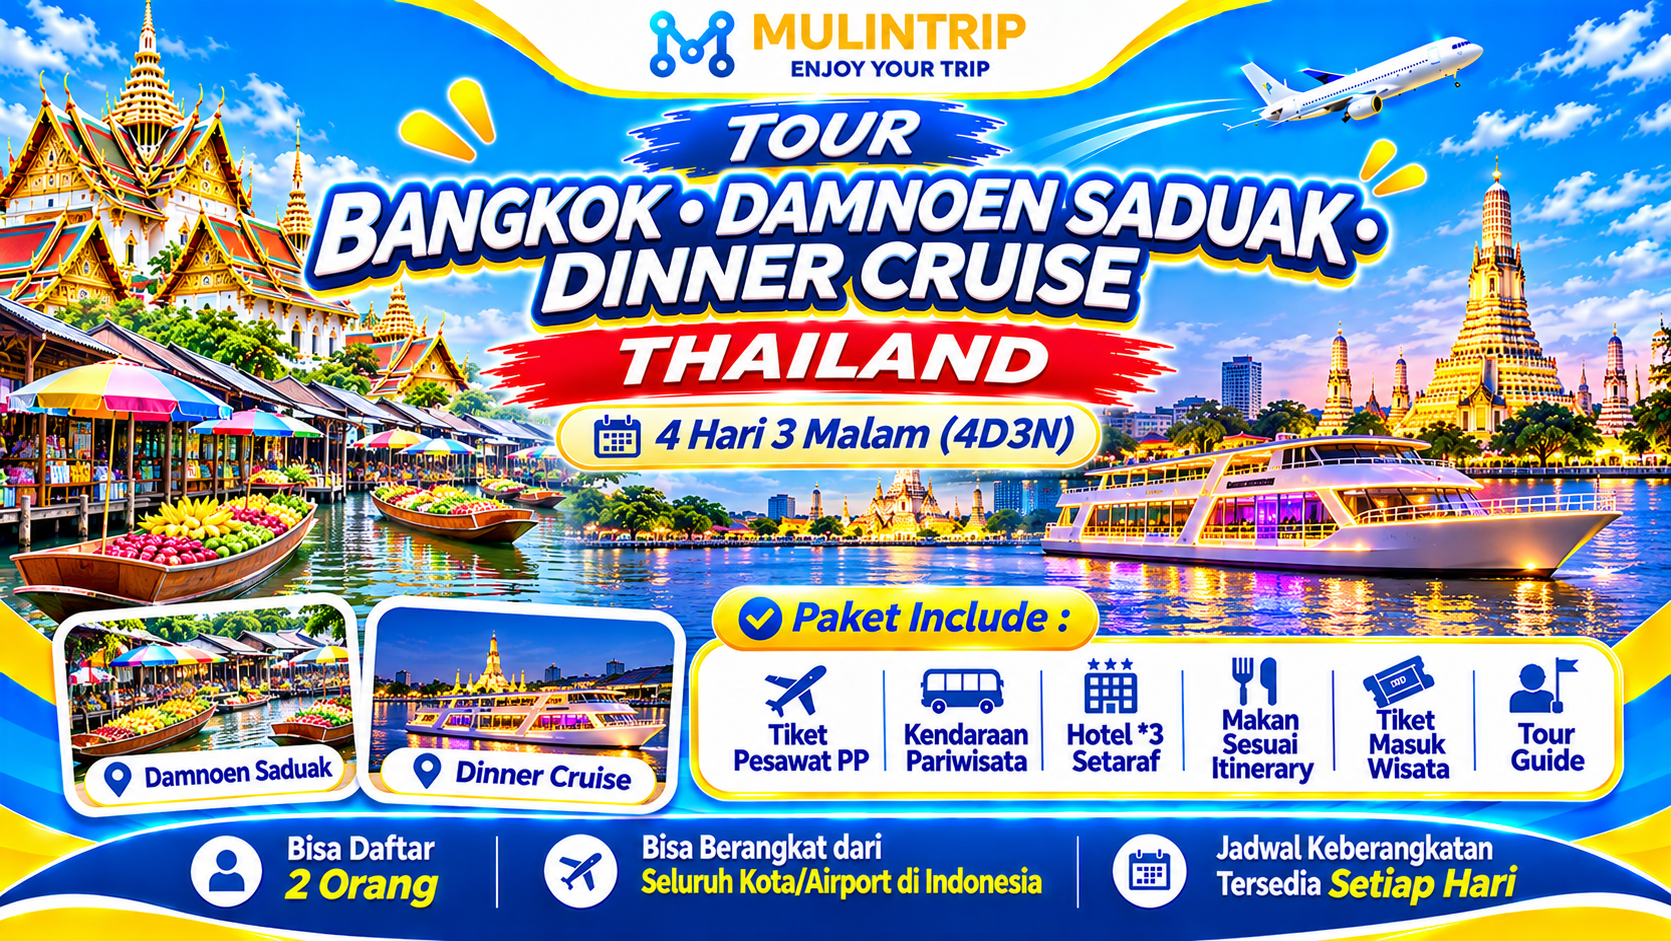 MULINTRIP
ENJOY YOUR TRIP
TOUR
BANGKOK • DAMNOEN SADUAK •
DINNER CRUISE
THAILAND
4 Hari 3 Malam (4D3N)
Damnoen Saduak
Dinner Cruise
Paket Include :
Tiket
Pesawat PP
Kendaraan
Pariwisata
Hotel *3
Setaraf
Makan
Sesuai
Itinerary
Tiket
Masuk
Wisata
Tour
Guide
Bisa Daftar
2 Orang
Bisa Berangkat dari
Seluruh Kota/Airport di Indonesia
Jadwal Keberangkatan
Tersedia Setiap Hari